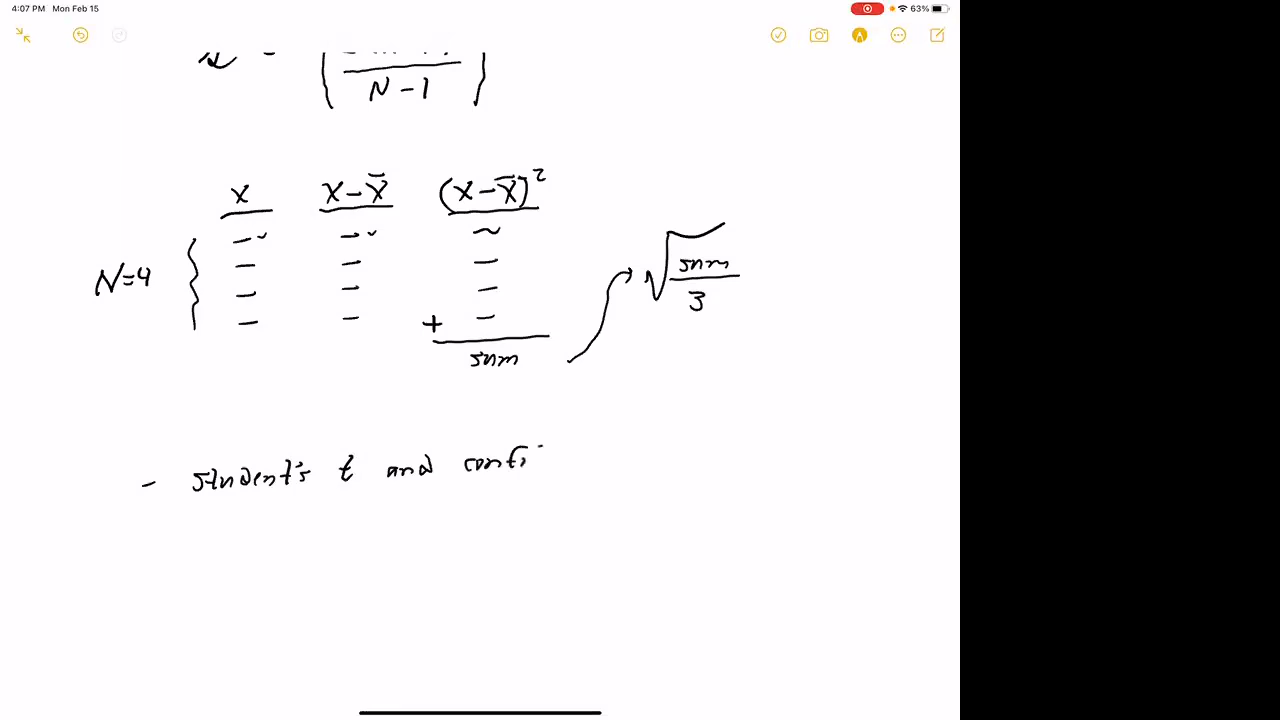 4:07 PM Mon Feb 15 63%
N-1
x x-x̄ (x-x̄)²
N=4
sum
3
sum
- student's t and confi